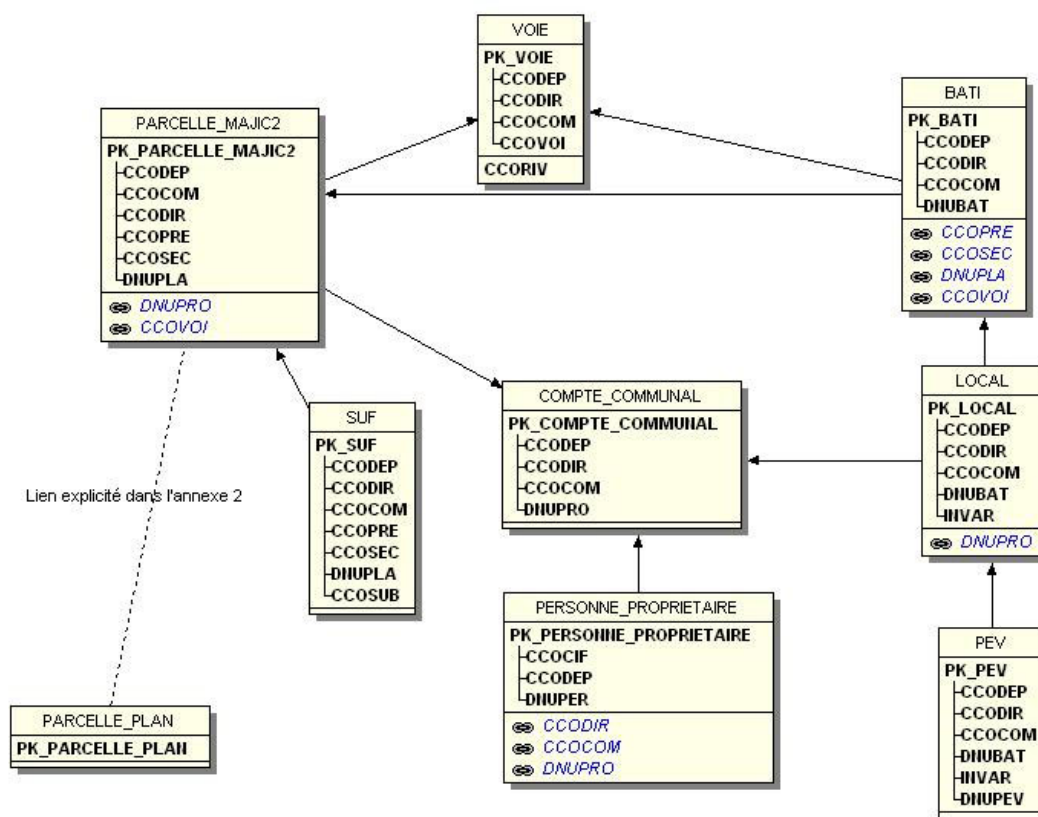 VOIE
PK_VOIE
CCODEP
CCODIR
CCOCOM
CCOVOI
CCORIV
PARCELLE_MAJIC2
PK_PARCELLE_MAJIC2
CCODEP
CCOCOM
CCODIR
CCOPRE
CCOSEC
DNUPLA
DNUPRO
CCOVOI
BATI
PK_BATI
CCODEP
CCODIR
CCOCOM
DNUBAT
CCOPRE
CCOSEC
DNUPLA
CCOVOI
SUF
PK_SUF
CCODEP
CCODIR
CCOCOM
CCOPRE
CCOSEC
DNUPLA
CCOSUB
COMPTE_COMMUNAL
PK_COMPTE_COMMUNAL
CCODEP
CCODIR
CCOCOM
DNUPRO
LOCAL
PK_LOCAL
CCODEP
CCODIR
CCOCOM
DNUBAT
INVAR
DNUPRO
Lien explicité dans l'annexe 2
PERSONNE_PROPRIETAIRE
PK_PERSONNE_PROPRIETAIRE
CCOCIF
CCODEP
DNUPER
CCODIR
CCOCOM
DNUPRO
PEV
PK_PEV
CCODEP
CCODIR
CCOCOM
DNUBAT
INVAR
DNUPEV
PARCELLE_PLAN
PK_PARCELLE_PLAN